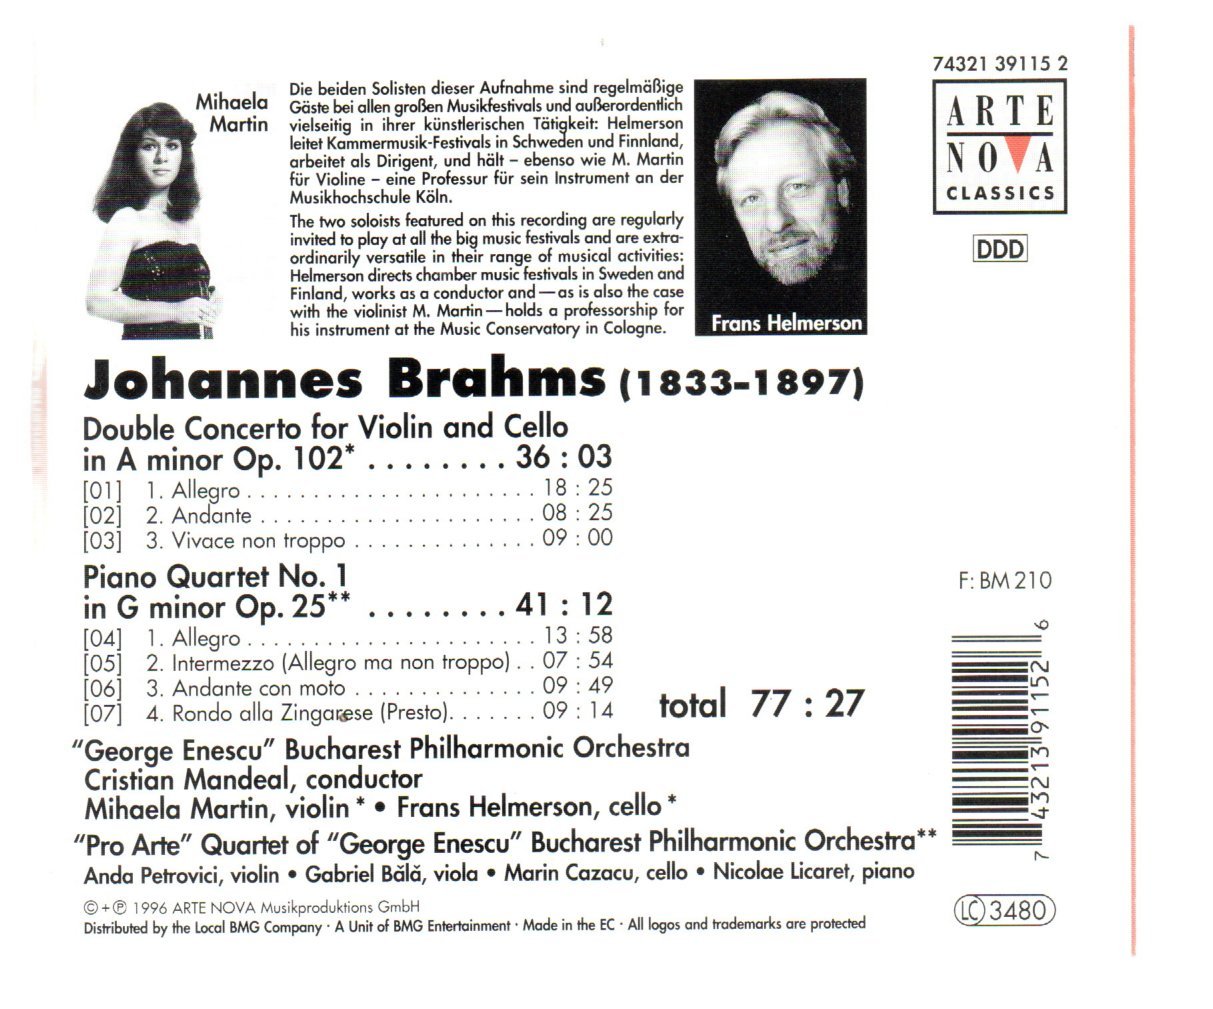 74321 39115 2
ARTE
NOVA
CLASSICS
DDD
Mihaela
Martin
Die beiden Solisten dieser Aufnahme sind regelmäßige
Gäste bei allen großen Musikfestivals und außerordentlich
vielseitig in ihrer künstlerischen Tätigkeit: Helmerson
leitet Kammermusik-Festivals in Schweden und Finnland,
arbeitet als Dirigent, und hält – ebenso wie M. Martin
für Violine – eine Professur für sein Instrument an der
Musikhochschule Köln.
The two soloists featured on this recording are regularly
invited to play at all the big music festivals and are extra-
ordinarily versatile in their range of musical activities:
Helmerson directs chamber music festivals in Sweden and
Finland, works as a conductor and — as is also the case
with the violinist M. Martin — holds a professorship for
his instrument at the Music Conservatory in Cologne.
Frans Helmerson
Johannes Brahms (1833-1897)
Double Concerto for Violin and Cello
in A minor Op. 102* . . . . . . . . 36 : 03
[01] 1. Allegro . . . . . . . . . . . . . . . . . . . . . . . 18 : 25
[02] 2. Andante . . . . . . . . . . . . . . . . . . . . . . 08 : 25
[03] 3. Vivace non troppo . . . . . . . . . . . . . . 09 : 00
Piano Quartet No. 1
in G minor Op. 25** . . . . . . . . 41 : 12
[04] 1. Allegro . . . . . . . . . . . . . . . . . . . . . . . 13 : 58
[05] 2. Intermezzo (Allegro ma non troppo) . . 07 : 54
[06] 3. Andante con moto . . . . . . . . . . . . . . 09 : 49
[07] 4. Rondo alla Zingarese (Presto). . . . . . . 09 : 14
total 77 : 27
F: BM 210
7 43213 91152 6
"George Enescu" Bucharest Philharmonic Orchestra
Cristian Mandeal, conductor
Mihaela Martin, violin * • Frans Helmerson, cello *
"Pro Arte" Quartet of "George Enescu" Bucharest Philharmonic Orchestra**
Anda Petrovici, violin • Gabriel Bălă, viola • Marin Cazacu, cello • Nicolae Licaret, piano
© + ℗ 1996 ARTE NOVA Musikproduktions GmbH
Distributed by the Local BMG Company · A Unit of BMG Entertainment · Made in the EC · All logos and trademarks are protected
LC 3480